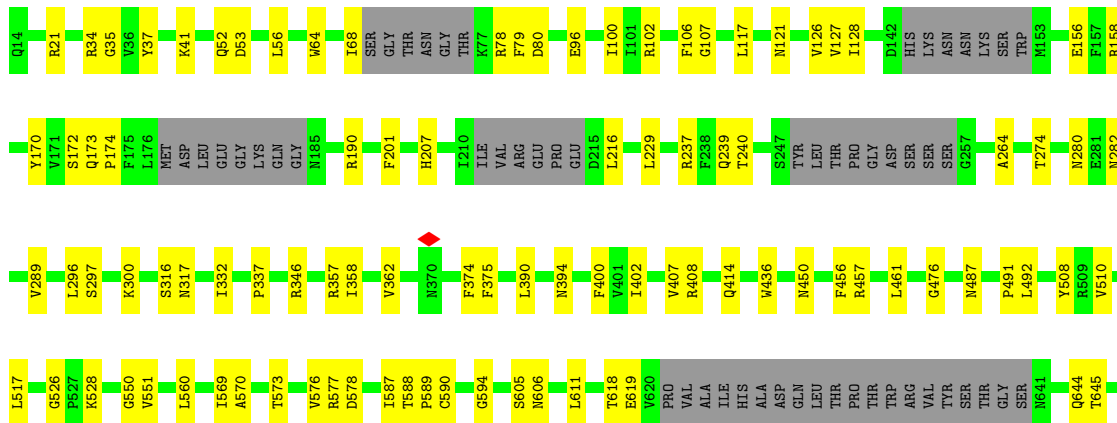 Q14 R21 R34 G35 V36 Y37 K41 Q52 D53 L56 W64 I68 SER GLY THR ASN GLY THR K77 R78 F79 D80 E96 I100 I101 R102 F106 G107 L117 N121 V126 V127 I128 D142 HIS LYS ASN ASN LYS SER TRP M153 E156 F157 R158
Y170 V171 S172 Q173 P174 F175 L176 MET ASP LEU GLU GLY LYS GLN GLY N185 R190 F201 H207 I210 ILE VAL ARG GLU PRO GLU D215 L216 L229 R237 F238 Q239 T240 S247 TYR LEU THR PRO GLY ASP SER SER SER G257 A264 T274 N280 E281 N282
V289 L296 S297 K300 S316 N317 I332 P337 R346 R357 I358 V362 N370 F374 F375 L390 N394 F400 V401 I402 V407 R408 Q414 W436 N450 F456 R457 L461 G476 N487 P491 L492 Y508 R509 V510
L517 G526 P527 K528 G550 V551 L560 I569 A570 T573 V576 R577 D578 I587 T588 P589 C590 G594 S605 N606 L611 T618 E619 V620 PRO VAL ALA ILE HIS ALA ASP GLN LEU THR PRO THR TRP ARG VAL TYR SER THR GLY SER N641 Q644 T645